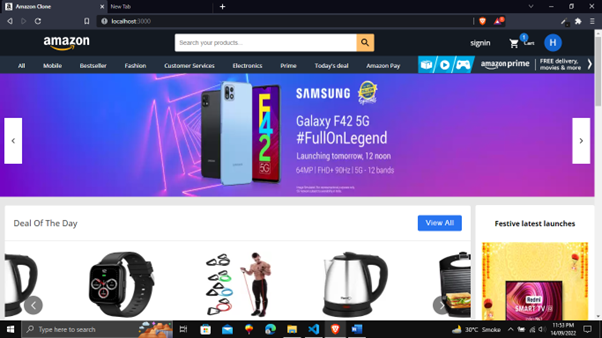 Amazon Clone
New Tab
localhost:3000
amazon
Search your products...
signin
1
Cart
H
All Mobile Bestseller Fashion Customer Services Electronics Prime Today's deal Amazon Pay
amazon prime
FREE delivery,
movies & more
SAMSUNG
Galaxy F42 5G
#FullOnLegend
Launching tomorrow, 12 noon
64MP | FHD+ 90Hz | 5G - 12 bands
F42
5G
Deal Of The Day
View All
Festive latest launches
Redmi
SMART TV
Type here to search
30°C Smoke
11:53 PM
14/09/2022